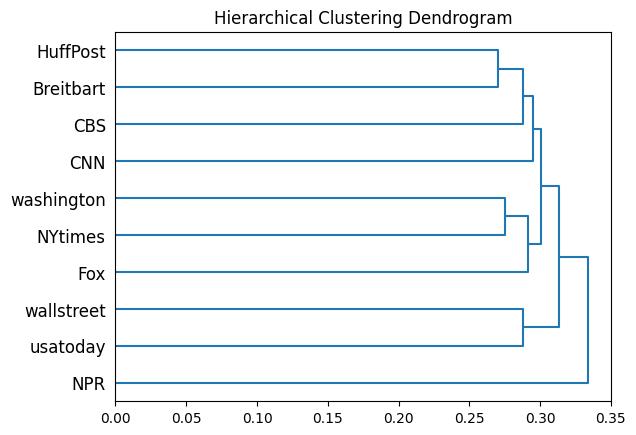 Hierarchical Clustering Dendrogram
HuffPost
Breitbart
CBS
CNN
washington
NYtimes
Fox
wallstreet
usatoday
NPR
0.00 0.05 0.10 0.15 0.20 0.25 0.30 0.35